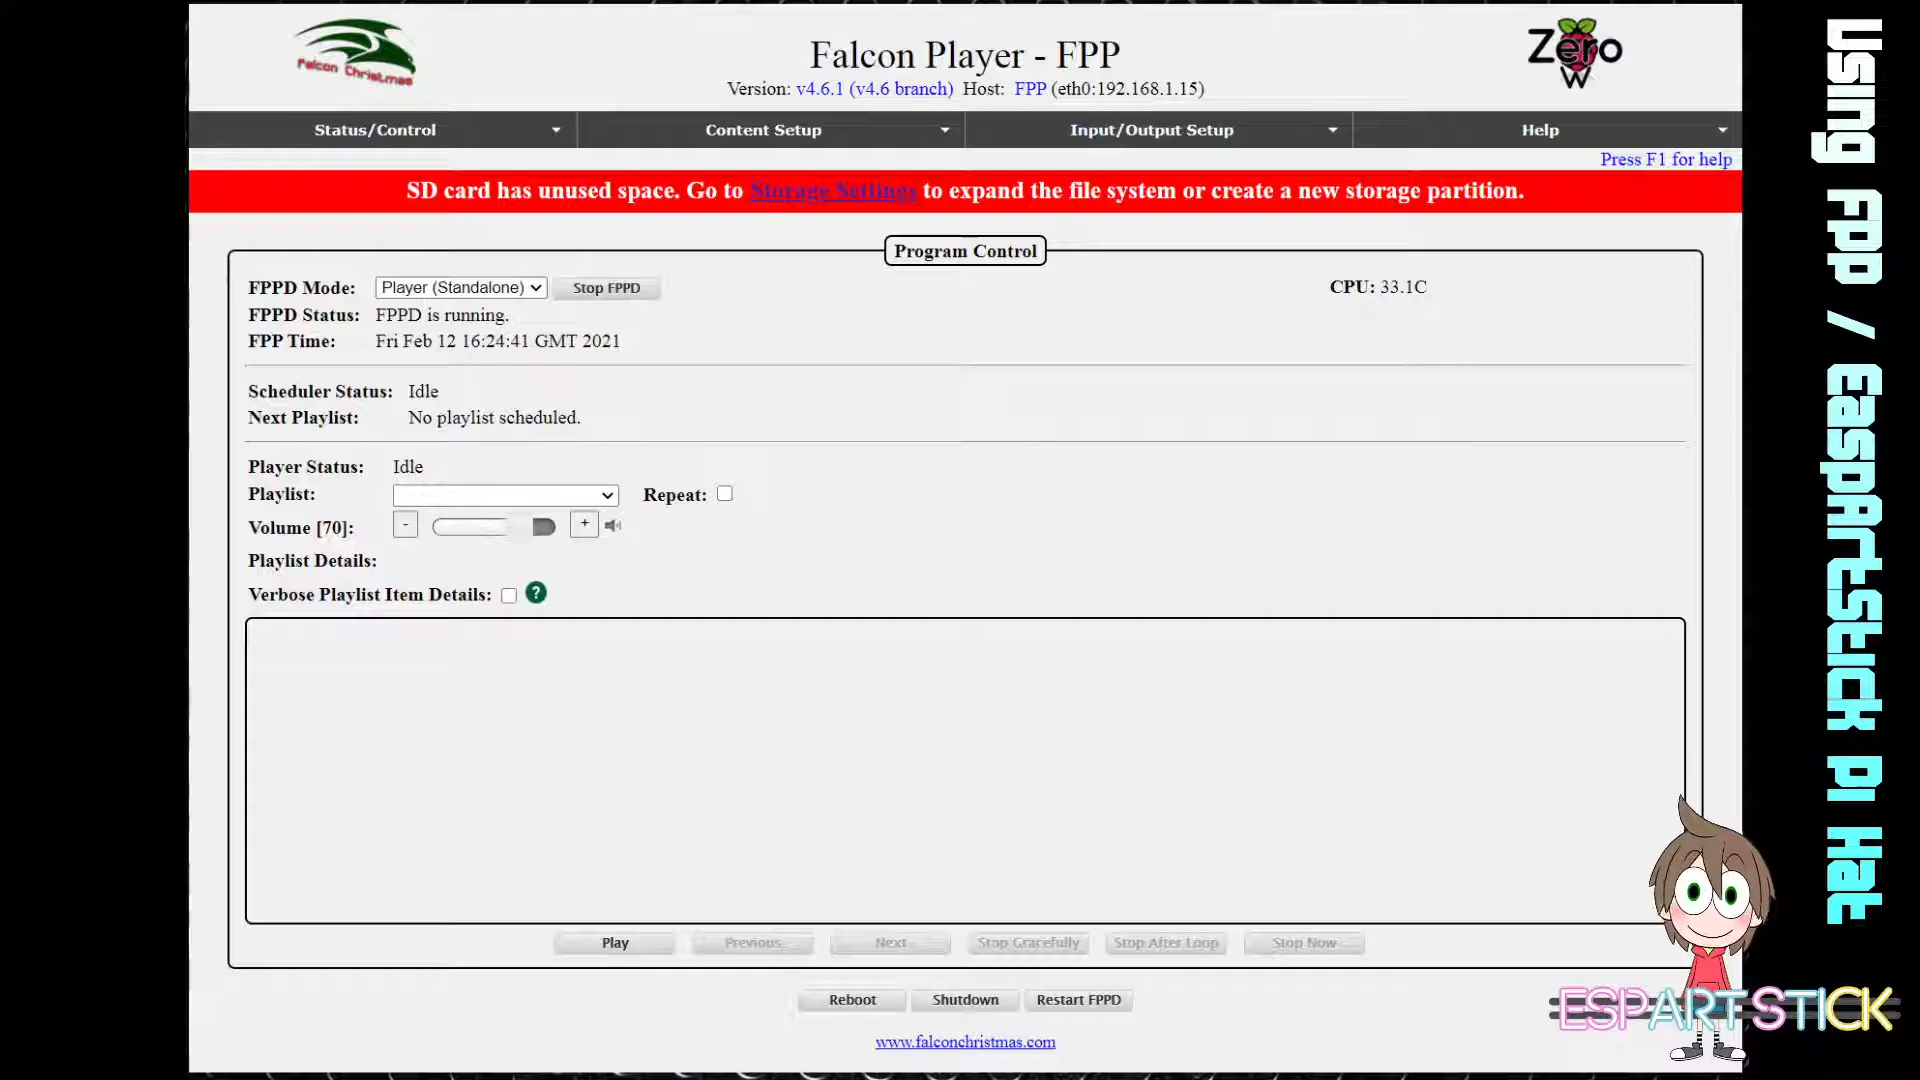 Falcon Christmas
Falcon Player - FPP
Zero
W
Version: v4.6.1 (v4.6 branch) Host: FPP (eth0:192.168.1.15)
Status/Control
Content Setup
Input/Output Setup
Help
Press F1 for help
SD card has unused space. Go to Storage Settings to expand the file system or create a new storage partition.
Program Control
FPPD Mode: Player (Standalone) Stop FPPD
CPU: 33.1C
FPPD Status: FPPD is running.
FPP Time: Fri Feb 12 16:24:41 GMT 2021
Scheduler Status: Idle
Next Playlist: No playlist scheduled.
Player Status: Idle
Playlist: Repeat:
Volume [70]: - +
Playlist Details:
Verbose Playlist Item Details: ?
Play Previous Next Stop Gracefully Stop After Loop Stop Now
Reboot Shutdown Restart FPPD
www.falconchristmas.com
Using FPP / EaspArtStick PI Hat
ESPARTSTICK